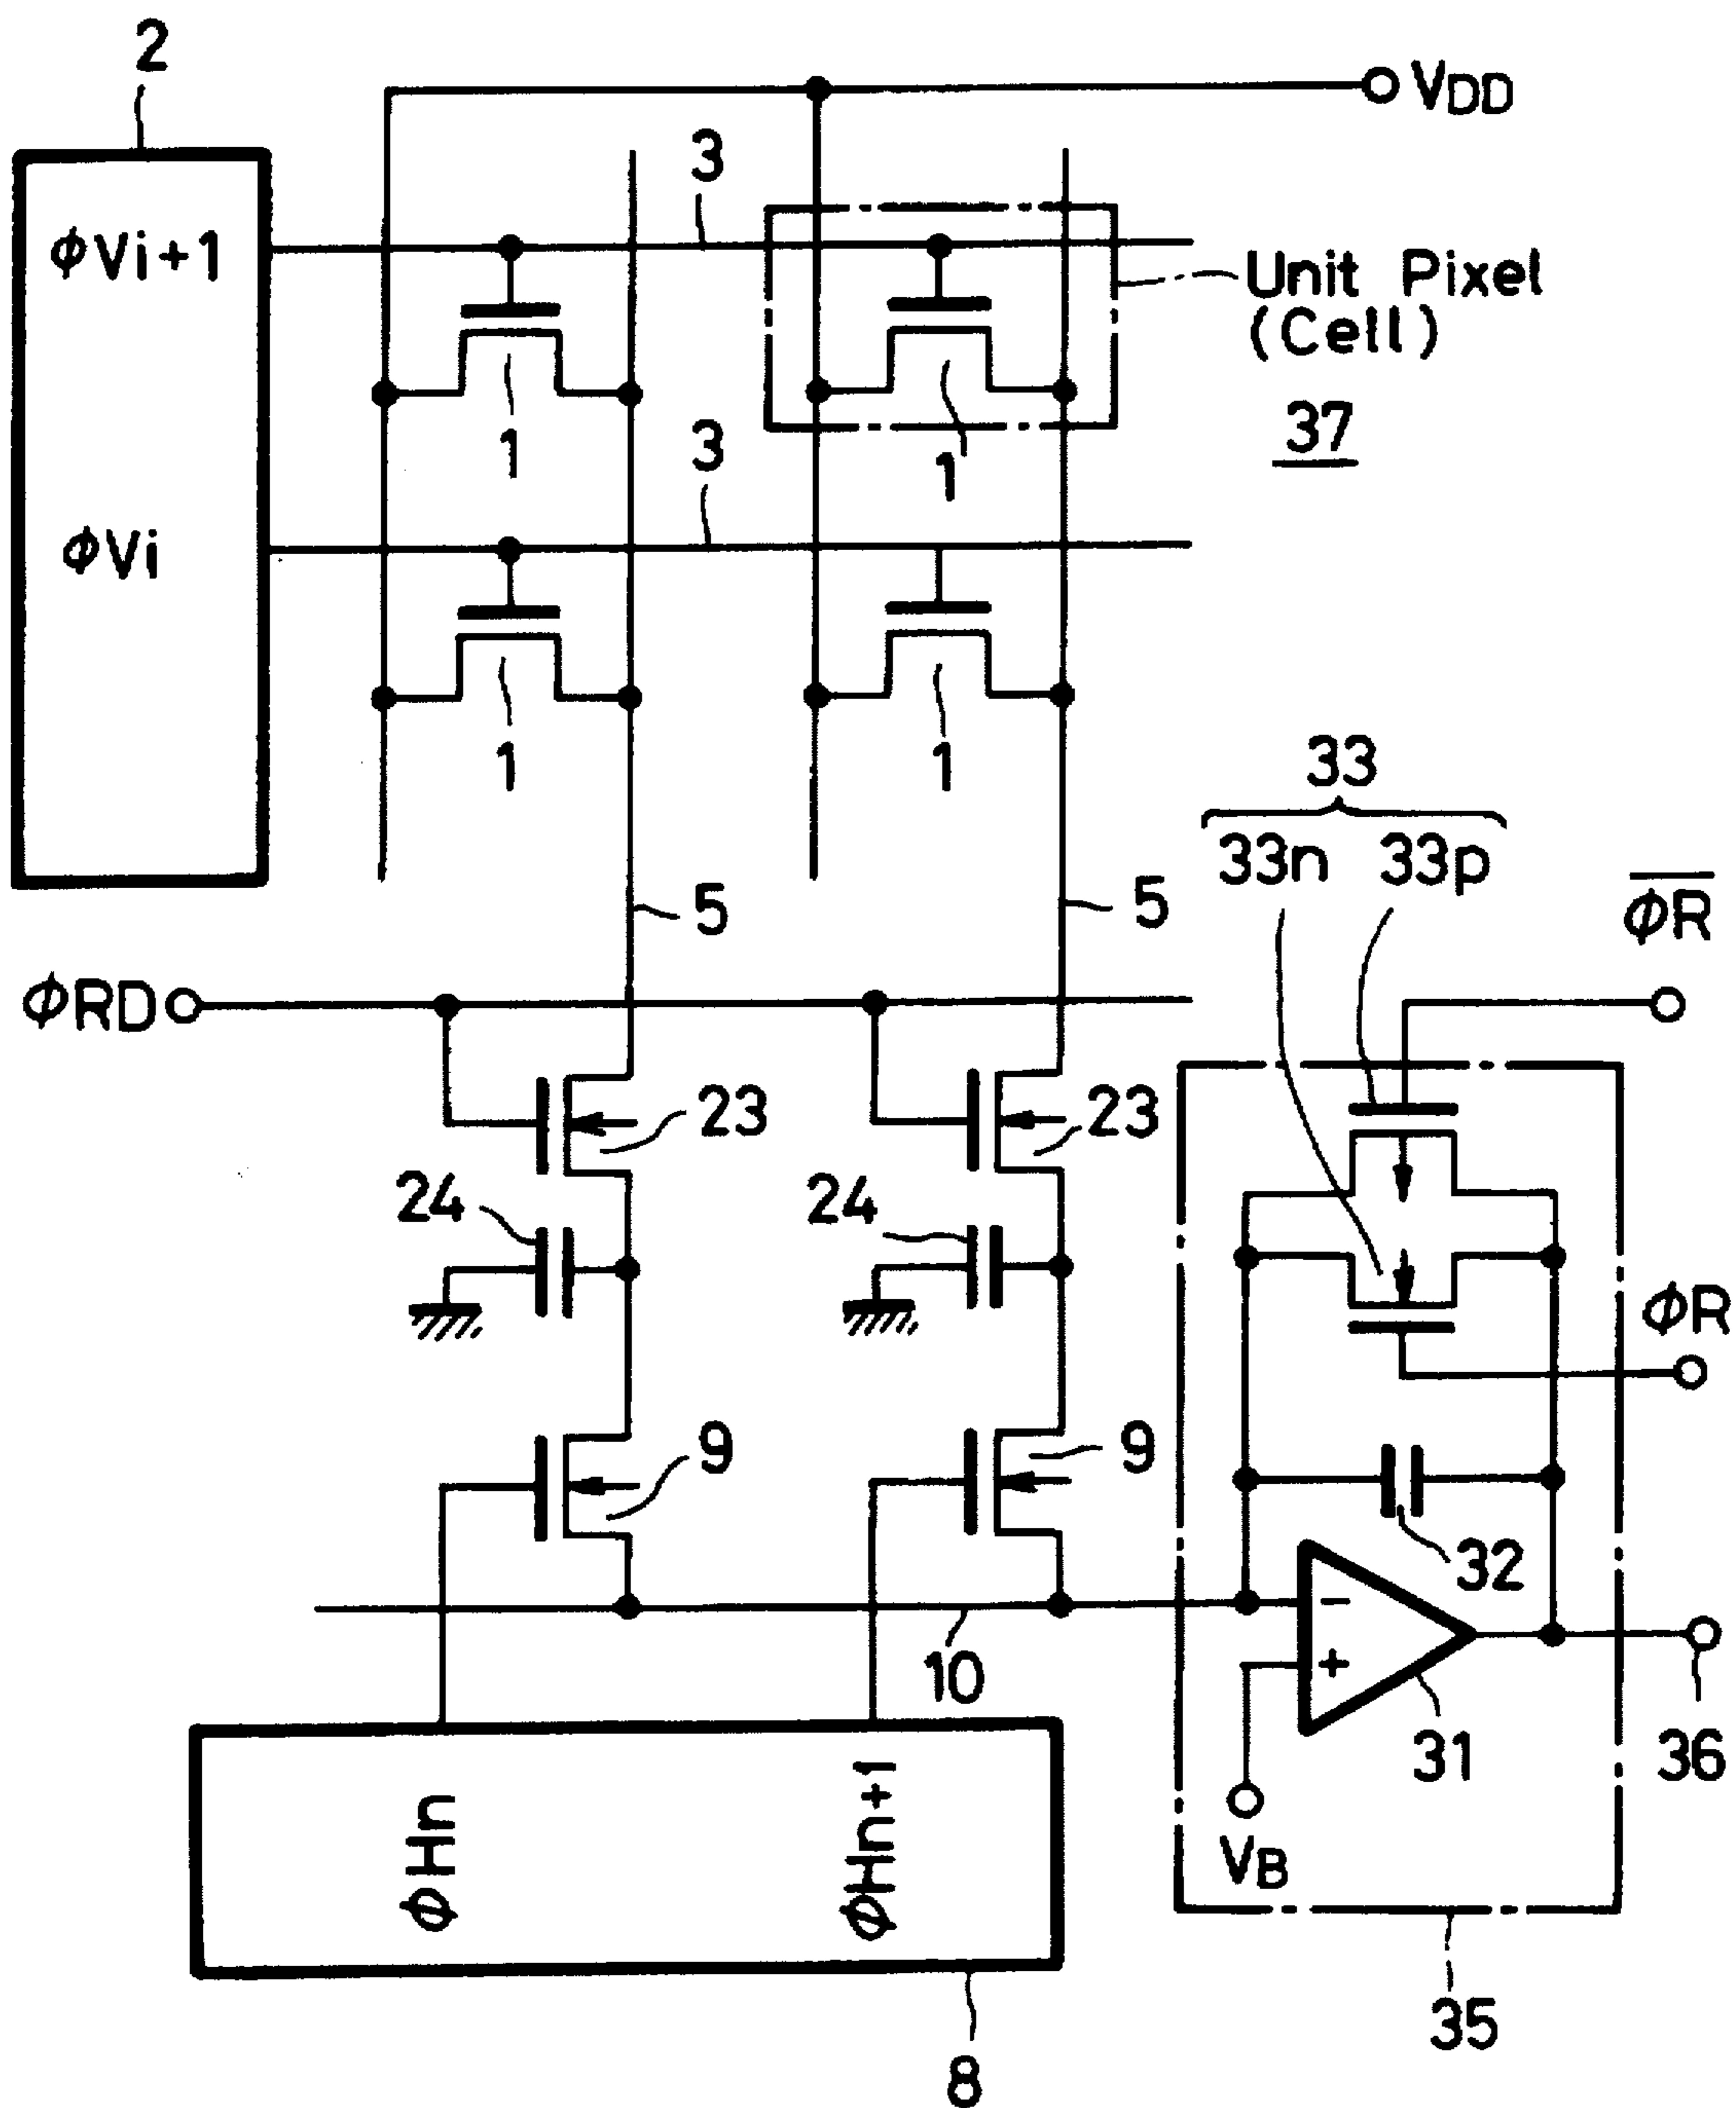 2
VDD
3
φVi+1
Unit Pixel
(Cell)
1
1
37
3
φVi
1
1
33
33n 33p
φR̅
5
5
φRD
23
23
24
24
φR
9
9
32
10
31
36
VB
φHn
φHn+1
35
8
−
+